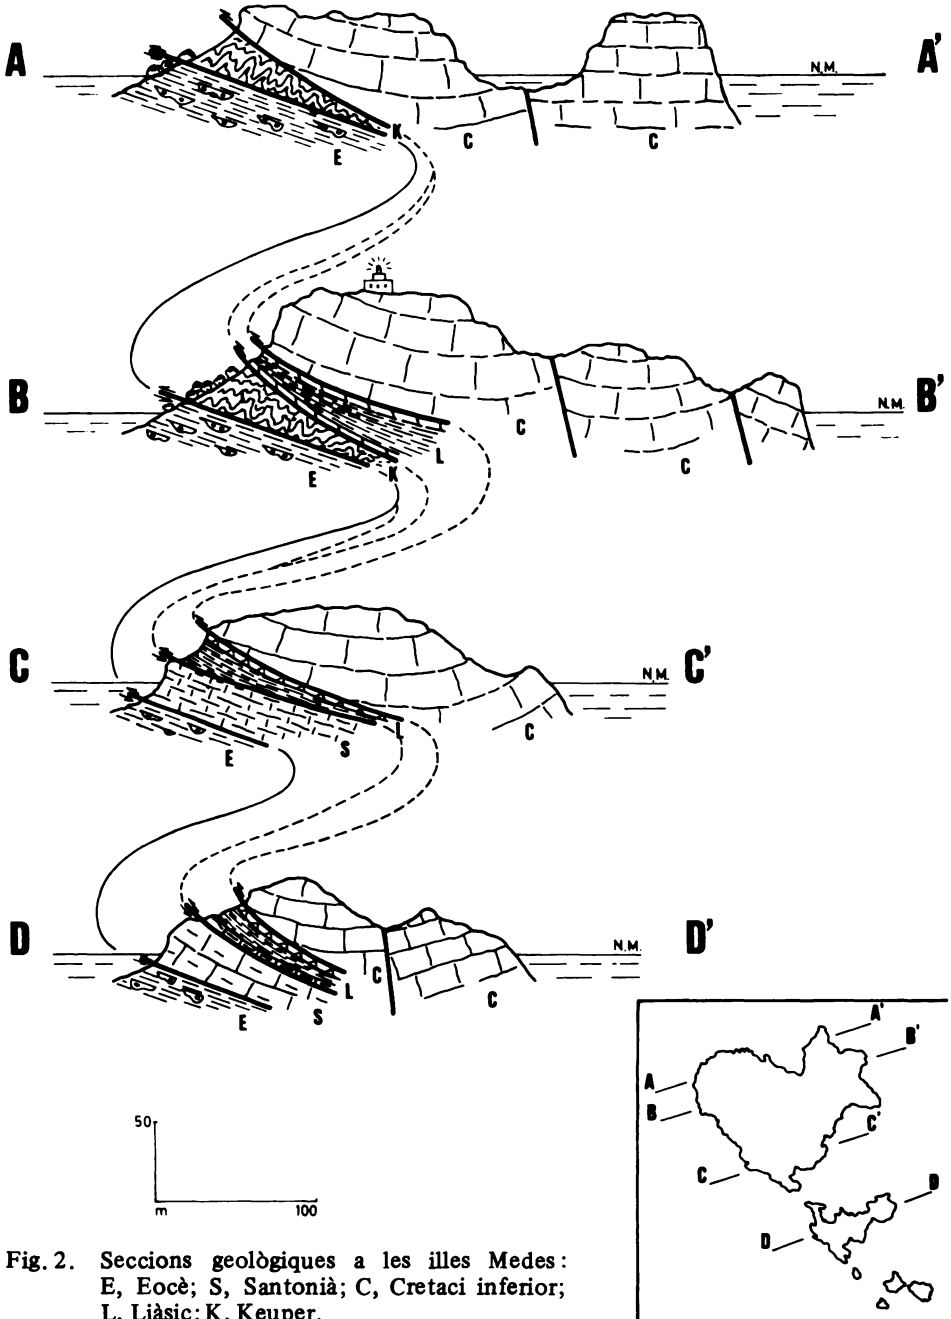 A
A'
N.M.
K
C
C
E
B
B'
N.M.
C
L
C
E
K
C
C'
N.M.
L
C
S
E
D
D'
N.M.
C
L
C
E
S
A'
B'
A
B
C'
C
D
D
50
m 100
Fig. 2. Seccions geològiques a les illes Medes:
E, Eocè; S, Santonià; C, Cretaci inferior;
L, Liàsic; K, Keuper.